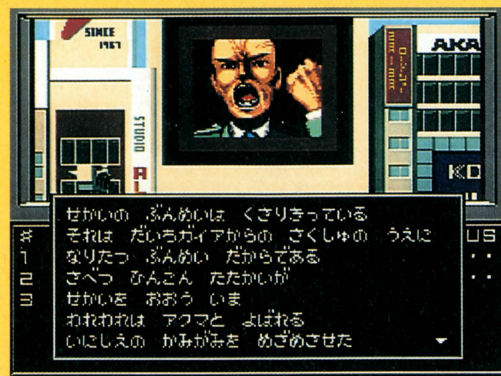 SINCE
1987
STUDIO
AL
AKA
KO
せかいの ぶんめいは くさりきっている
それは だいちガイアからの さくしゅの うえに
なりたつ ぶんめい だからである
さべつ ひんこん たたかいが
せかいを おおう いま
われわれは アクマと よばれる
いにしえの かみがみを めざめさせた
#
1
2
3
US